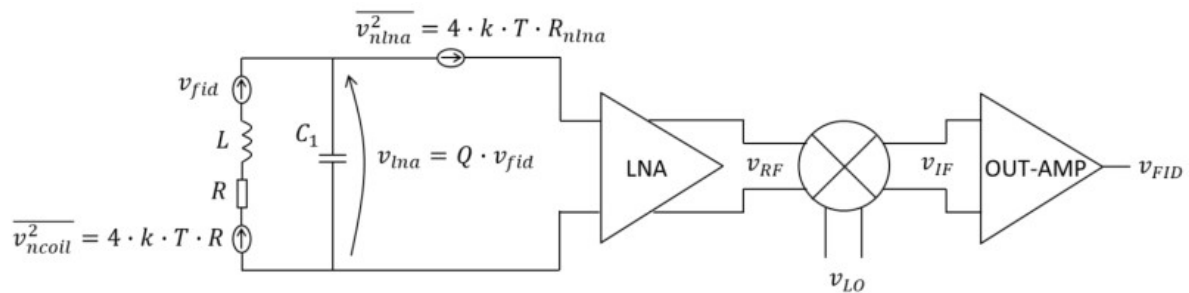 $\overline{v_{nlna}^2} = 4 \cdot k \cdot T \cdot R_{nlna}$
$v_{fid}$
$L$
$C_1$
$v_{lna} = Q \cdot v_{fid}$
$R$
$\overline{v_{ncoil}^2} = 4 \cdot k \cdot T \cdot R$
LNA
$v_{RF}$
$v_{IF}$
OUT-AMP
$v_{FID}$
$v_{LO}$